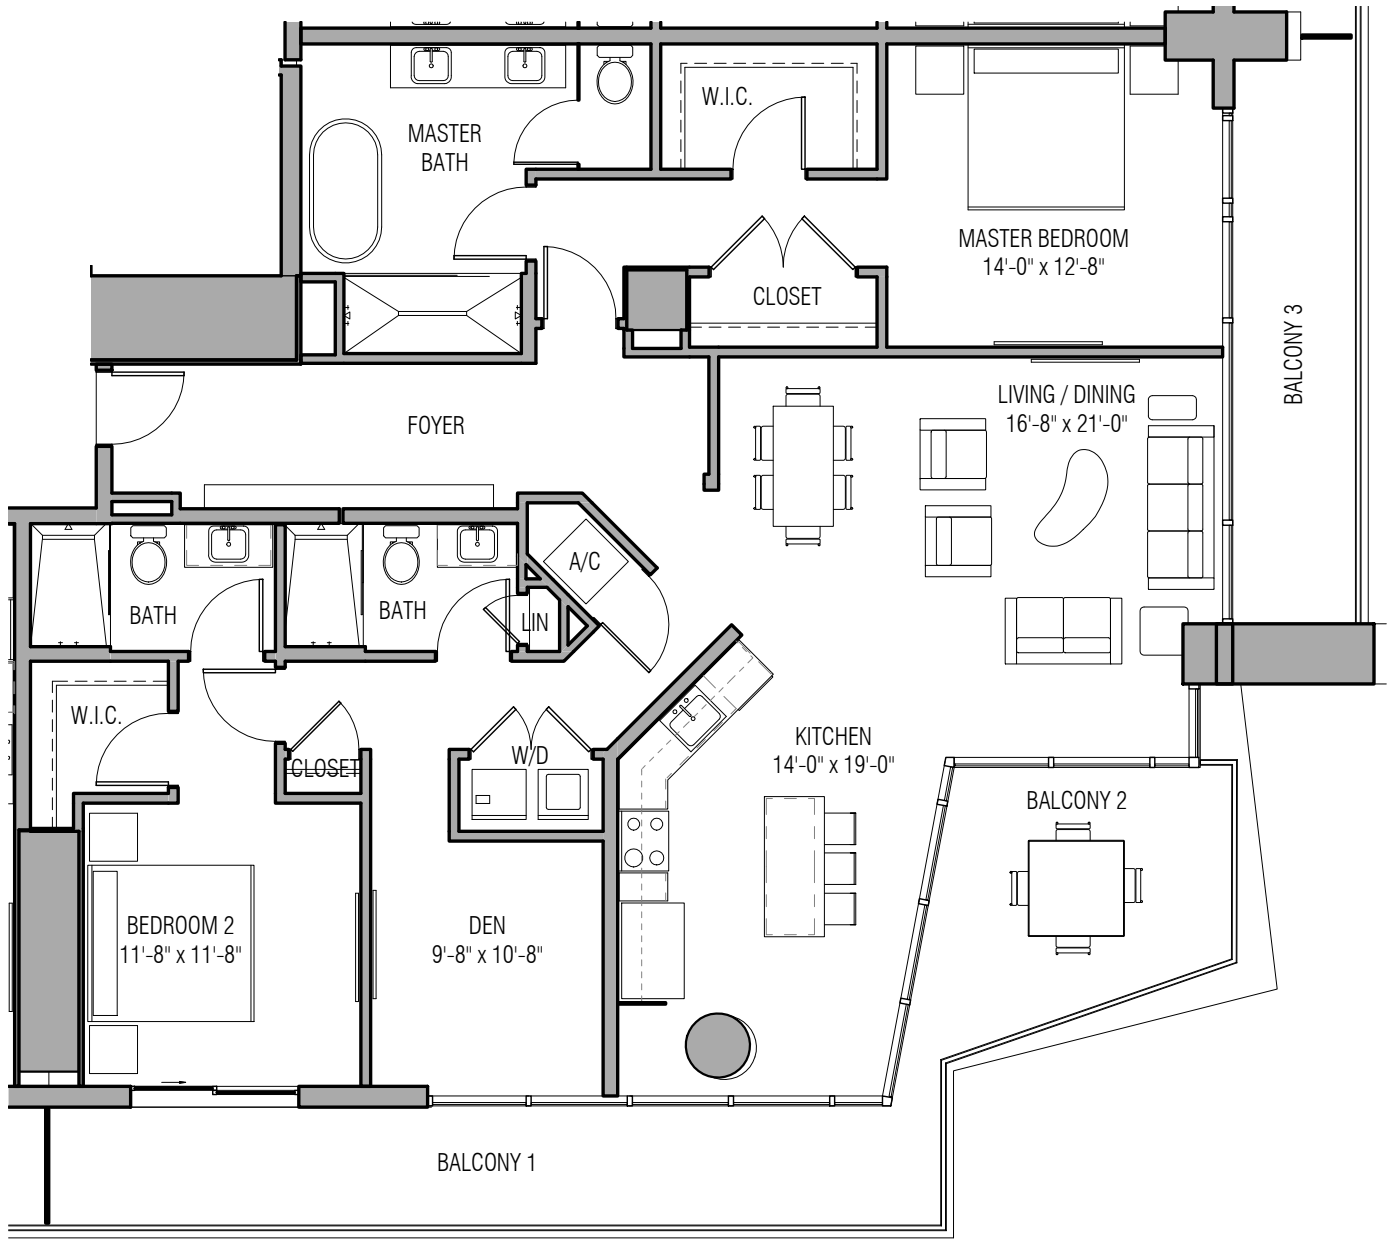 W.I.C.
MASTER
BATH
MASTER BEDROOM
14'-0" x 12'-8"
CLOSET
BALCONY 3
LIVING / DINING
16'-8" x 21'-0"
FOYER
A/C
BATH
BATH
LIN
W.I.C.
CLOSET
W/D
KITCHEN
14'-0" x 19'-0"
BALCONY 2
BEDROOM 2
11'-8" x 11'-8"
DEN
9'-8" x 10'-8"
BALCONY 1